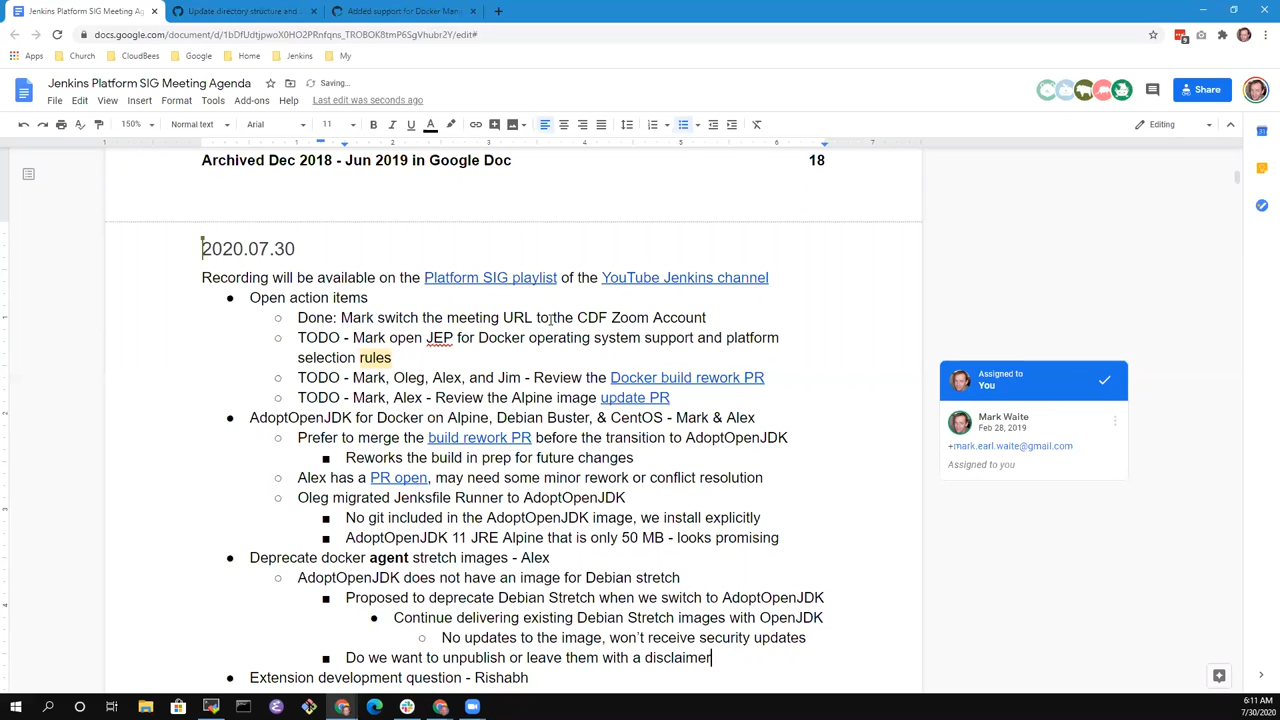 Jenkins Platform SIG Meeting Ag
Update directory structure and
Added support for Docker Man
docs.google.com/document/d/1bDfUdtjpwoX0HO2PRnfqns_TROBOK8tmP6SgVhubr2Y/edit#
Apps Church CloudBees Google Home Jenkins My
Jenkins Platform SIG Meeting Agenda Saving...
File Edit View Insert Format Tools Add-ons Help Last edit was seconds ago
Share
150% Normal text Arial 11 B I U A Editing
1 1 2 3 4 5 6 7
Archived Dec 2018 - Jun 2019 in Google Doc 18
2020.07.30
Recording will be available on the Platform SIG playlist of the YouTube Jenkins channel
● Open action items
○ Done: Mark switch the meeting URL to the CDF Zoom Account
○ TODO - Mark open JEP for Docker operating system support and platform
selection rules
○ TODO - Mark, Oleg, Alex, and Jim - Review the Docker build rework PR
○ TODO - Mark, Alex - Review the Alpine image update PR
● AdoptOpenJDK for Docker on Alpine, Debian Buster, & CentOS - Mark & Alex
○ Prefer to merge the build rework PR before the transition to AdoptOpenJDK
■ Reworks the build in prep for future changes
○ Alex has a PR open, may need some minor rework or conflict resolution
○ Oleg migrated Jenksfile Runner to AdoptOpenJDK
■ No git included in the AdoptOpenJDK image, we install explicitly
■ AdoptOpenJDK 11 JRE Alpine that is only 50 MB - looks promising
● Deprecate docker agent stretch images - Alex
○ AdoptOpenJDK does not have an image for Debian stretch
■ Proposed to deprecate Debian Stretch when we switch to AdoptOpenJDK
● Continue delivering existing Debian Stretch images with OpenJDK
○ No updates to the image, won't receive security updates
■ Do we want to unpublish or leave them with a disclaimer
● Extension development question - Rishabh
Assigned to
You
Mark Waite
Feb 28, 2019
+mark.earl.waite@gmail.com
Assigned to you
6:11 AM
7/30/2020